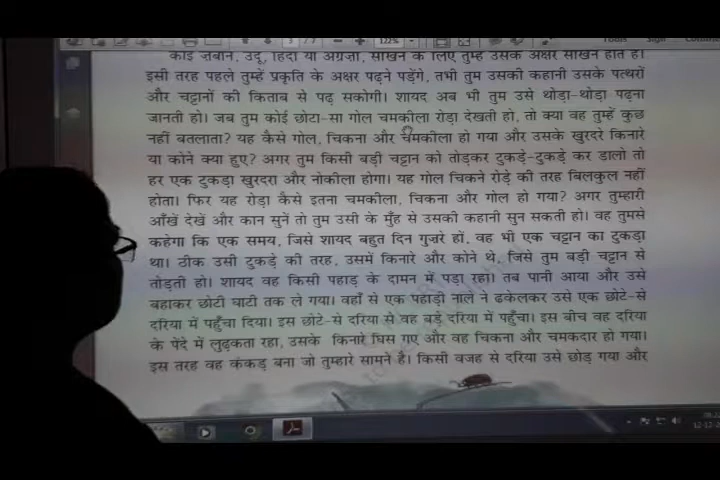 कोई ज़बान, उर्दू, हिंदी या अंग्रेज़ी, सीखने के लिए तुम्हें उसके अक्षर सीखने होते हैं।
इसी तरह पहले तुम्हें प्रकृति के अक्षर पढ़ने पड़ेंगे, तभी तुम उसकी कहानी उसके पत्थरों
और चट्टानों की किताब से पढ़ सकोगी। शायद अब भी तुम उसे थोड़ा-थोड़ा पढ़ना
जानती हो। जब तुम कोई छोटा-सा गोल चमकीला रोड़ा देखती हो, तो क्या वह तुम्हें कुछ
नहीं बतलाता? यह कैसे गोल, चिकना और चमकीला हो गया और उसके खुरदरे किनारे
या कोने क्या हुए? अगर तुम किसी बड़ी चट्टान को तोड़कर टुकड़े-टुकड़े कर डालो तो
हर एक टुकड़ा खुरदरा और नोकीला होगा। यह गोल चिकने रोड़े की तरह बिलकुल नहीं
होता। फिर यह रोड़ा कैसे इतना चमकीला, चिकना और गोल हो गया? अगर तुम्हारी
आँखें देखें और कान सुनें तो तुम उसी के मुँह से उसकी कहानी सुन सकती हो। वह तुमसे
कहेगा कि एक समय, जिसे शायद बहुत दिन गुज़रे हों, वह भी एक चट्टान का टुकड़ा
था। ठीक उसी टुकड़े की तरह, उसमें किनारे और कोने थे, जिसे तुम बड़ी चट्टान से
तोड़ती हो। शायद वह किसी पहाड़ के दामन में पड़ा रहा। तब पानी आया और उसे
बहाकर छोटी घाटी तक ले गया। वहाँ से एक पहाड़ी नाले ने ढकेलकर उसे एक छोटे-से
दरिया में पहुँचा दिया। इस छोटे-से दरिया से वह बड़े दरिया में पहुँचा। इस बीच वह दरिया
के पेंदे में लुढ़कता रहा, उसके किनारे घिस गए और वह चिकना और चमकदार हो गया।
इस तरह वह कंकड़ बना जो तुम्हारे सामने है। किसी वजह से दरिया उसे छोड़ गया और